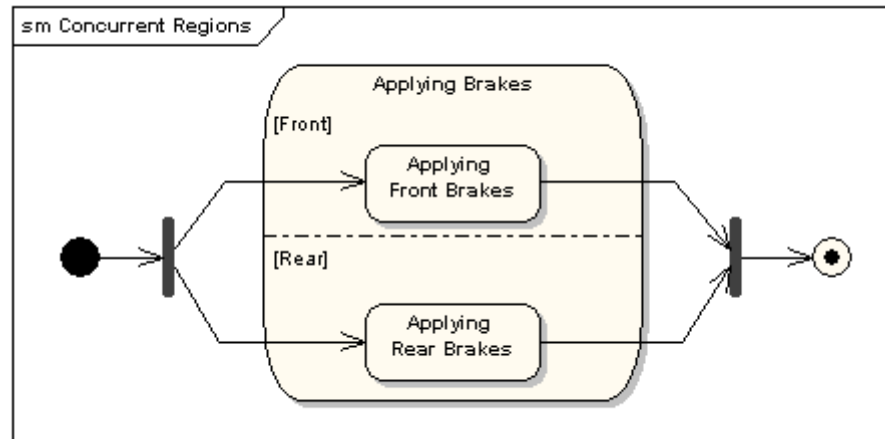 sm Concurrent Regions
Applying Brakes
[Front]
Applying
Front Brakes
[Rear]
Applying
Rear Brakes